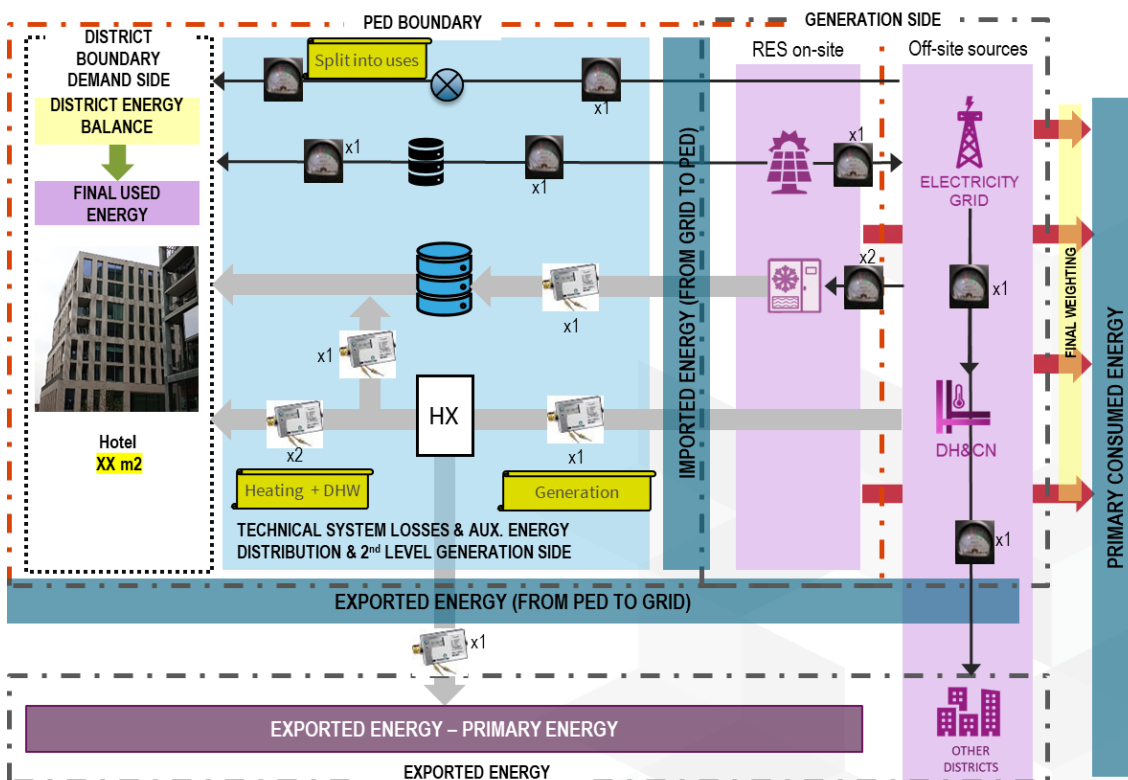 PED BOUNDARY
GENERATION SIDE
DISTRICT
BOUNDARY
DEMAND SIDE
DISTRICT ENERGY
BALANCE
FINAL USED
ENERGY
Hotel
XX m2
Split into uses
x1
x1
x1
x1
x1
x2
Heating + DHW
HX
x1
Generation
TECHNICAL SYSTEM LOSSES & AUX. ENERGY
DISTRIBUTION & 2nd LEVEL GENERATION SIDE
IMPORTED ENERGY (FROM GRID TO PED)
RES on-site
x1
x2
Off-site sources
ELECTRICITY
GRID
x1
DH&CN
x1
FINAL WEIGHTING
PRIMARY CONSUMED ENERGY
EXPORTED ENERGY (FROM PED TO GRID)
x1
EXPORTED ENERGY – PRIMARY ENERGY
OTHER
DISTRICTS
EXPORTED ENERGY